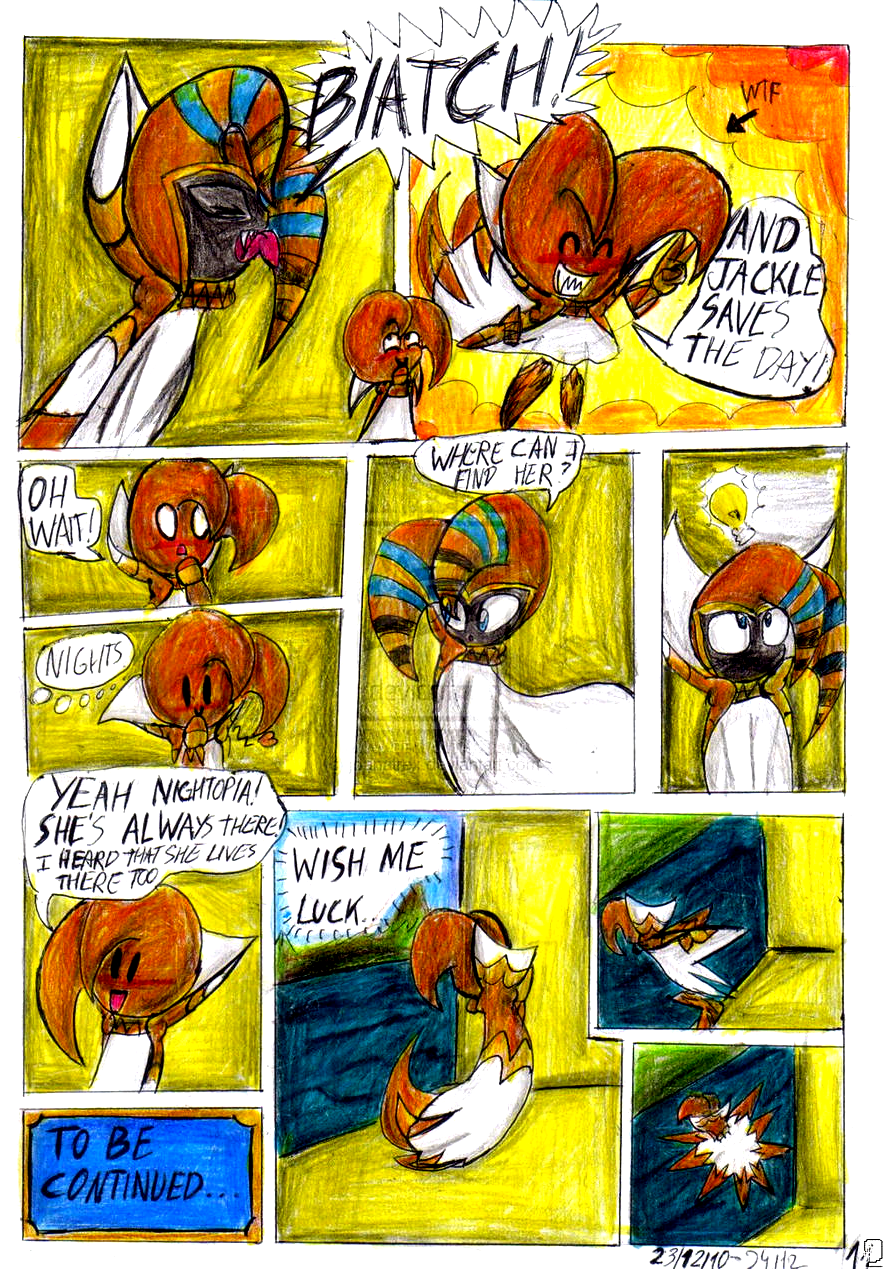 BIATCH!
WTF
AND
JACKLE
SAVES
THE DAY!
OH
WAIT!
WHERE CAN I
FIND HER?
NIGHTS
YEAH NIGHTOPIA!
SHE'S ALWAYS THERE!
I HEARD THAT SHE LIVES
THERE TOO
WISH ME
LUCK...
TO BE
CONTINUED...
23/12/10-24/12